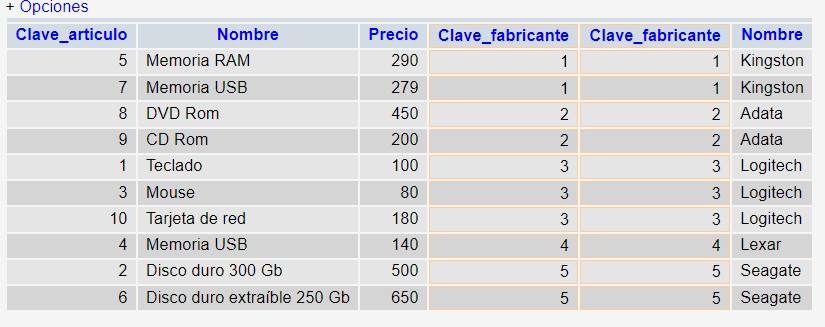 + Opciones
Clave_articulo Nombre Precio Clave_fabricante Clave_fabricante Nombre
5 Memoria RAM 290 1 1 Kingston
7 Memoria USB 279 1 1 Kingston
8 DVD Rom 450 2 2 Adata
9 CD Rom 200 2 2 Adata
1 Teclado 100 3 3 Logitech
3 Mouse 80 3 3 Logitech
10 Tarjeta de red 180 3 3 Logitech
4 Memoria USB 140 4 4 Lexar
2 Disco duro 300 Gb 500 5 5 Seagate
6 Disco duro extraíble 250 Gb 650 5 5 Seagate